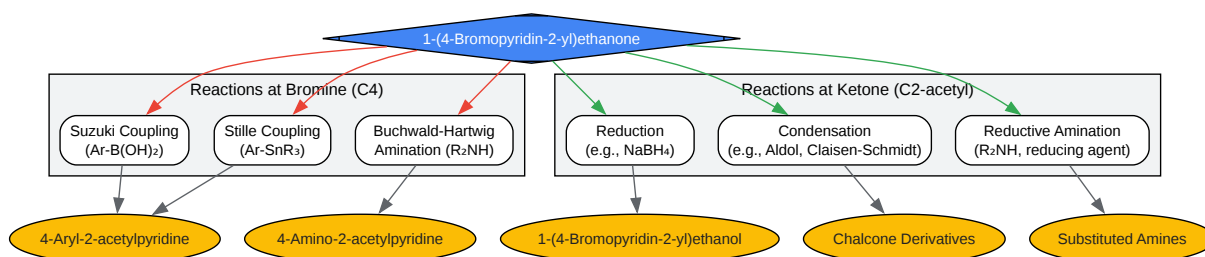 1-(4-Bromopyridin-2-yl)ethanone
Reactions at Bromine (C4)
Reactions at Ketone (C2-acetyl)
Suzuki Coupling
(Ar-B(OH)₂)
Stille Coupling
(Ar-SnR₃)
Buchwald-Hartwig
Amination (R₂NH)
Reduction
(e.g., NaBH₄)
Condensation
(e.g., Aldol, Claisen-Schmidt)
Reductive Amination
(R₂NH, reducing agent)
4-Aryl-2-acetylpyridine
4-Amino-2-acetylpyridine
1-(4-Bromopyridin-2-yl)ethanol
Chalcone Derivatives
Substituted Amines